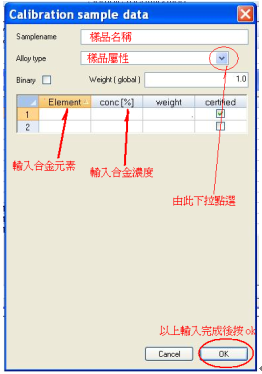 Calibration sample data
Samplename 樣品名稱
Alloy type 樣品屬性
Binary Weight ( global ) 1.0
Element conc [%] weight certified
1
2
輸入合金元素
輸入合金濃度
由此下拉點選
以上輸入完成後按ok
Cancel OK